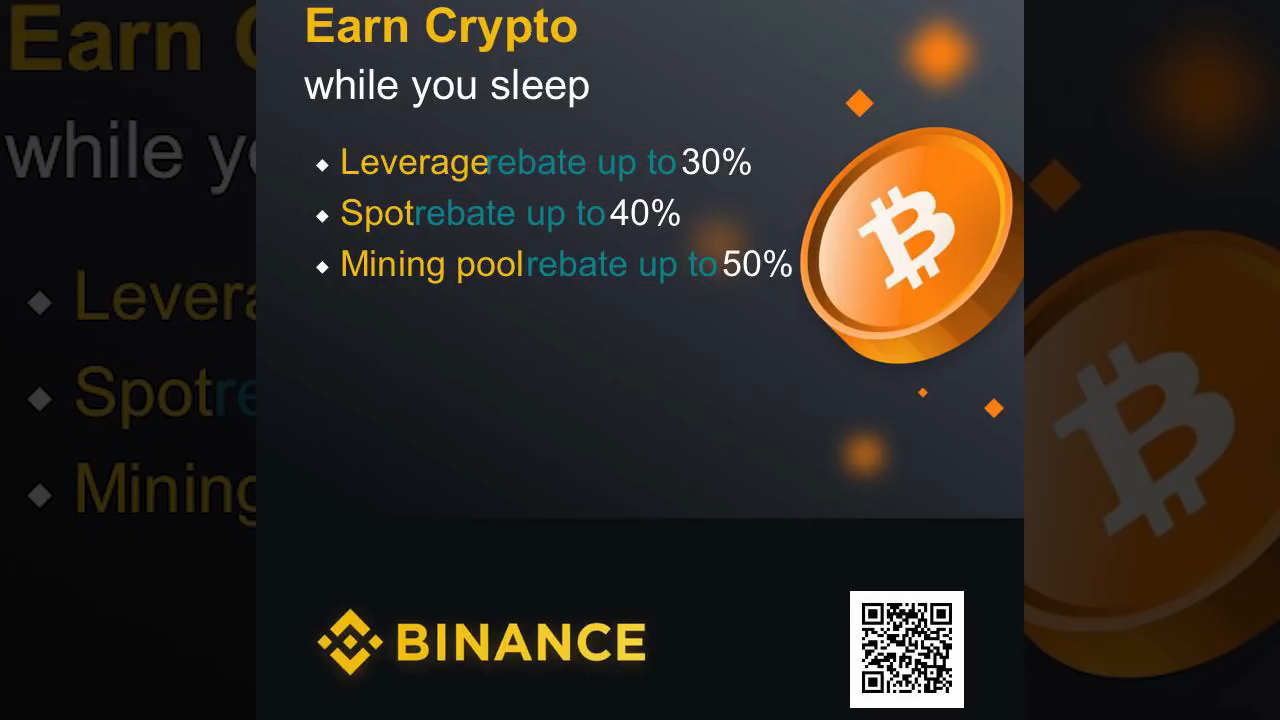 Earn Crypto
while you sleep
Leverage rebate up to 30%
Spot rebate up to 40%
Mining pool rebate up to 50%
BINANCE